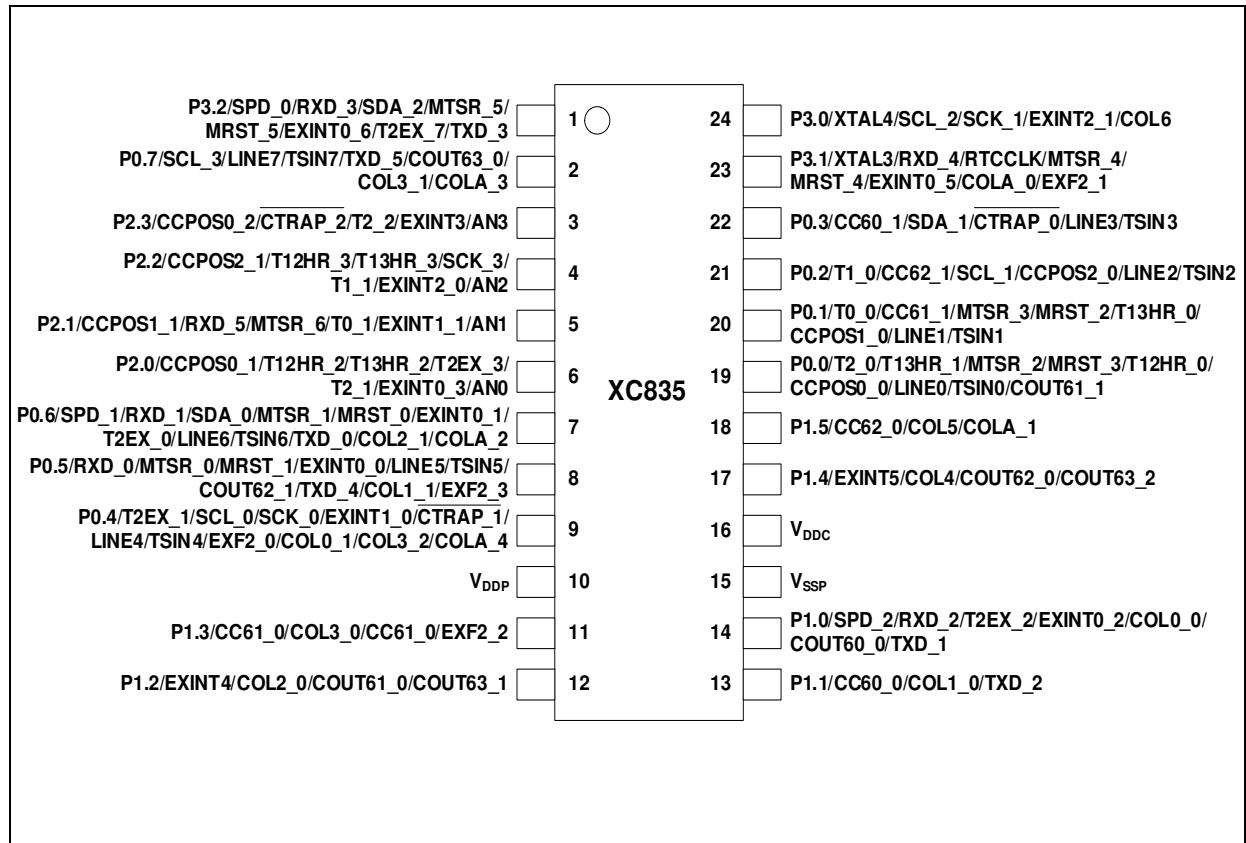 P3.2/SPD_0/RXD_3/SDA_2/MTSR_5/
MRST_5/EXINT0_6/T2EX_7/TXD_3
1
P0.7/SCL_3/LINE7/TSIN7/TXD_5/COUT63_0/
COL3_1/COLA_3
2
P2.3/CCPOS0_2/CTRAP_2/T2_2/EXINT3/AN3
3
P2.2/CCPOS2_1/T12HR_3/T13HR_3/SCK_3/
T1_1/EXINT2_0/AN2
4
P2.1/CCPOS1_1/RXD_5/MTSR_6/T0_1/EXINT1_1/AN1
5
P2.0/CCPOS0_1/T12HR_2/T13HR_2/T2EX_3/
T2_1/EXINT0_3/AN0
6
P0.6/SPD_1/RXD_1/SDA_0/MTSR_1/MRST_0/EXINT0_1/
T2EX_0/LINE6/TSIN6/TXD_0/COL2_1/COLA_2
7
P0.5/RXD_0/MTSR_0/MRST_1/EXINT0_0/LINE5/TSIN5/
COUT62_1/TXD_4/COL1_1/EXF2_3
8
P0.4/T2EX_1/SCL_0/SCK_0/EXINT1_0/CTRAP_1/
LINE4/TSIN4/EXF2_0/COL0_1/COL3_2/COLA_4
9
VDDP
10
P1.3/CC61_0/COL3_0/CC61_0/EXF2_2
11
P1.2/EXINT4/COL2_0/COUT61_0/COUT63_1
12
XC835
24
P3.0/XTAL4/SCL_2/SCK_1/EXINT2_1/COL6
23
P3.1/XTAL3/RXD_4/RTCCLK/MTSR_4/
MRST_4/EXINT0_5/COLA_0/EXF2_1
22
P0.3/CC60_1/SDA_1/CTRAP_0/LINE3/TSIN3
21
P0.2/T1_0/CC62_1/SCL_1/CCPOS2_0/LINE2/TSIN2
20
P0.1/T0_0/CC61_1/MTSR_3/MRST_2/T13HR_0/
CCPOS1_0/LINE1/TSIN1
19
P0.0/T2_0/T13HR_1/MTSR_2/MRST_3/T12HR_0/
CCPOS0_0/LINE0/TSIN0/COUT61_1
18
P1.5/CC62_0/COL5/COLA_1
17
P1.4/EXINT5/COL4/COUT62_0/COUT63_2
16
VDDC
15
VSSP
14
P1.0/SPD_2/RXD_2/T2EX_2/EXINT0_2/COL0_0/
COUT60_0/TXD_1
13
P1.1/CC60_0/COL1_0/TXD_2